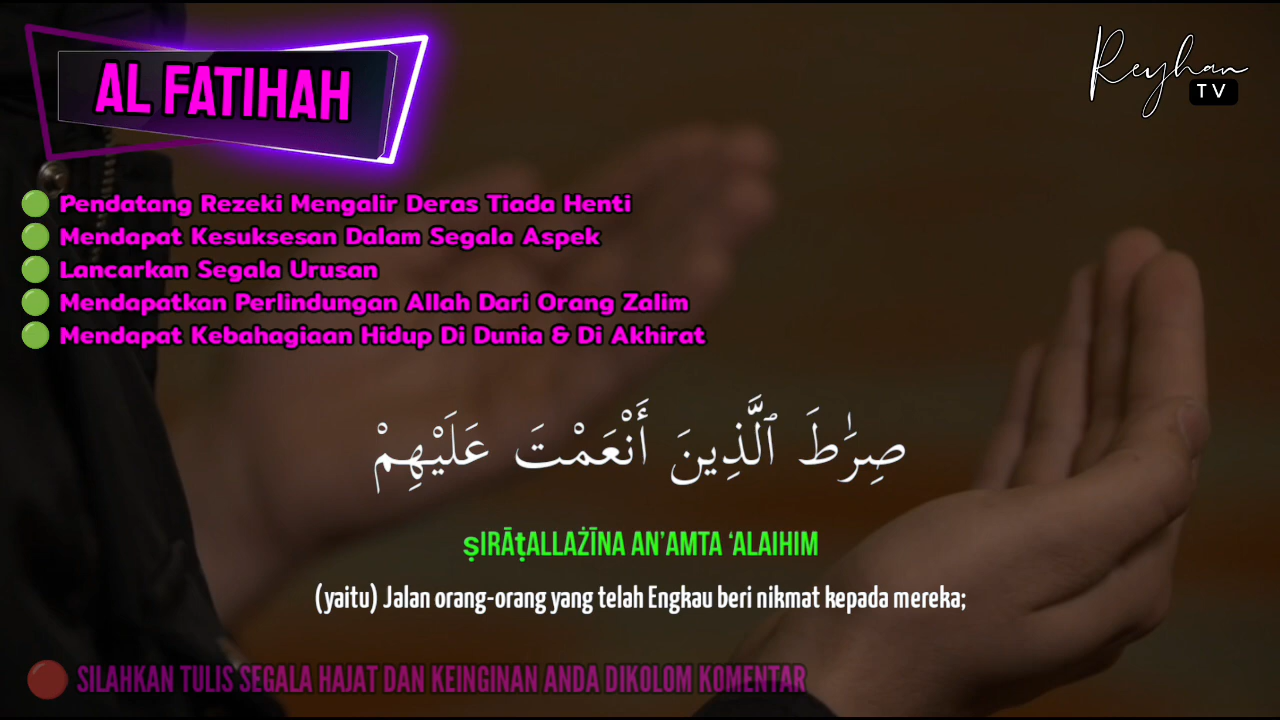 AL FATIHAH
Reyhan
TV
Pendatang Rezeki Mengalir Deras Tiada Henti
Mendapat Kesuksesan Dalam Segala Aspek
Lancarkan Segala Urusan
Mendapatkan Perlindungan Allah Dari Orang Zalim
Mendapat Kebahagiaan Hidup Di Dunia & Di Akhirat
صِرَٰطَ ٱلَّذِينَ أَنْعَمْتَ عَلَيْهِمْ
ṣIRĀṭALLAŻĪNA AN’AMTA ‘ALAIHIM
(yaitu) Jalan orang-orang yang telah Engkau beri nikmat kepada mereka;
SILAHKAN TULIS SEGALA HAJAT DAN KEINGINAN ANDA DIKOLOM KOMENTAR